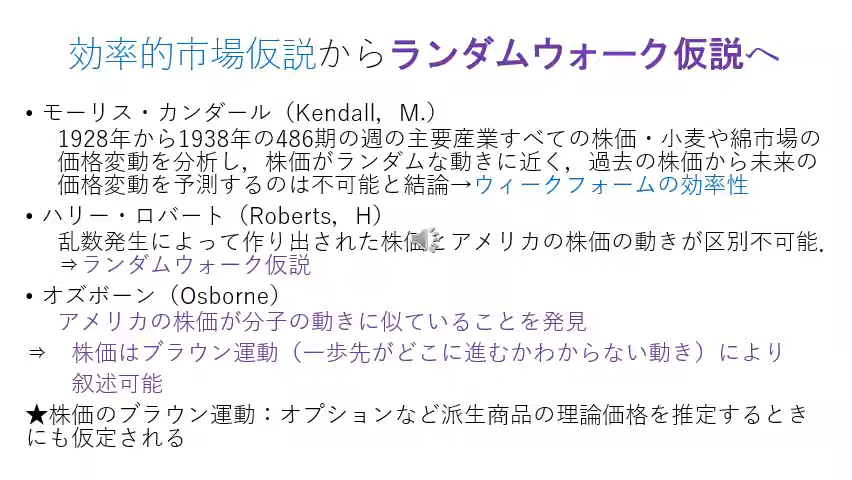 効率的市場仮説からランダムウォーク仮説へ
• モーリス・カンダール（Kendall，M.）
1928年から1938年の486期の週の主要産業すべての株価・小麦や綿市場の
価格変動を分析し，株価がランダムな動きに近く，過去の株価から未来の
価格変動を予測するのは不可能と結論→ウィークフォームの効率性
• ハリー・ロバート（Roberts，H）
乱数発生によって作り出された株価とアメリカの株価の動きが区別不可能．
⇒ランダムウォーク仮説
• オズボーン（Osborne）
アメリカの株価が分子の動きに似ていることを発見
⇒ 株価はブラウン運動（一歩先がどこに進むかわからない動き）により
叙述可能
★株価のブラウン運動：オプションなど派生商品の理論価格を推定するとき
にも仮定される